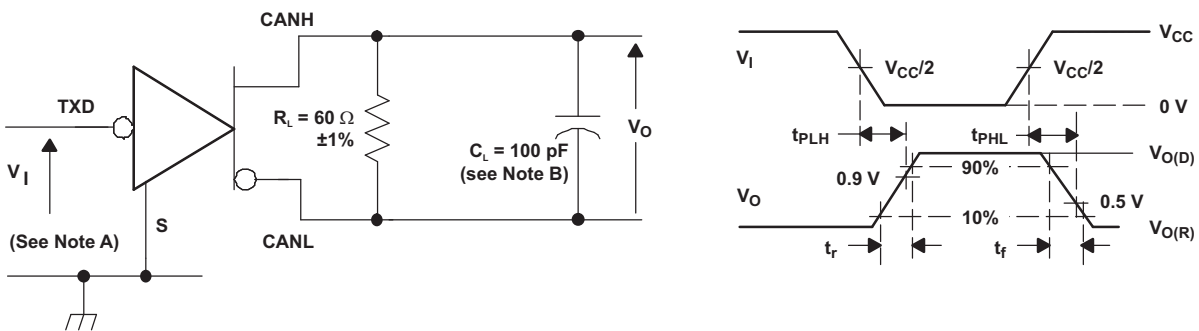 CANH
TXD
R_L = 60 Ω
±1%
C_L = 100 pF
(see Note B)
V_O
V_I
(See Note A)
S
CANL
V_I
V_CC/2
V_CC/2
V_CC
0 V
t_PLH
t_PHL
V_O(D)
90%
0.9 V
V_O
0.5 V
10%
V_O(R)
t_r
t_f